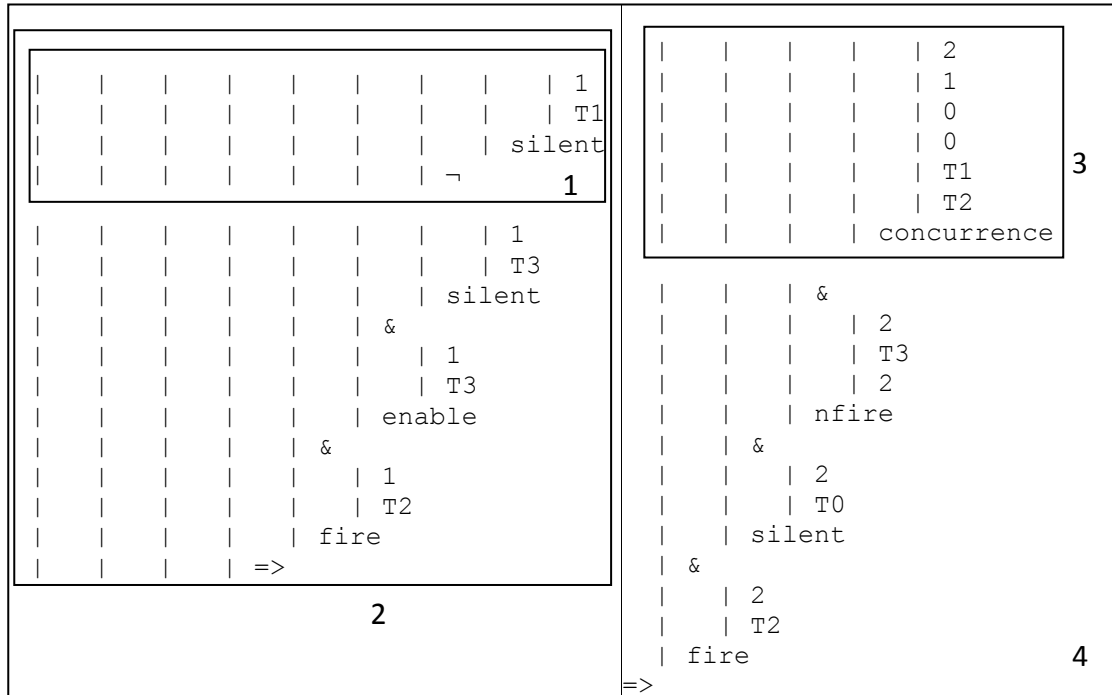 | | | | | | | | | 1
| | | | | | | | | T1
| | | | | | | | silent
| | | | | | | ¬
1
| | | | | | | | 1
| | | | | | | | T3
| | | | | | | silent
| | | | | | &
| | | | | | | 1
| | | | | | | T3
| | | | | | enable
| | | | | &
| | | | | | 1
| | | | | | T2
| | | | | fire
| | | | =>
2
| | | | | 2
| | | | | 1
| | | | | 0
| | | | | 0
| | | | | T1
| | | | | T2
| | | | concurrence
3
| | | &
| | | | 2
| | | | T3
| | | | 2
| | | nfire
| | &
| | | 2
| | | T0
| | silent
| &
| | 2
| | T2
| fire
4
=>